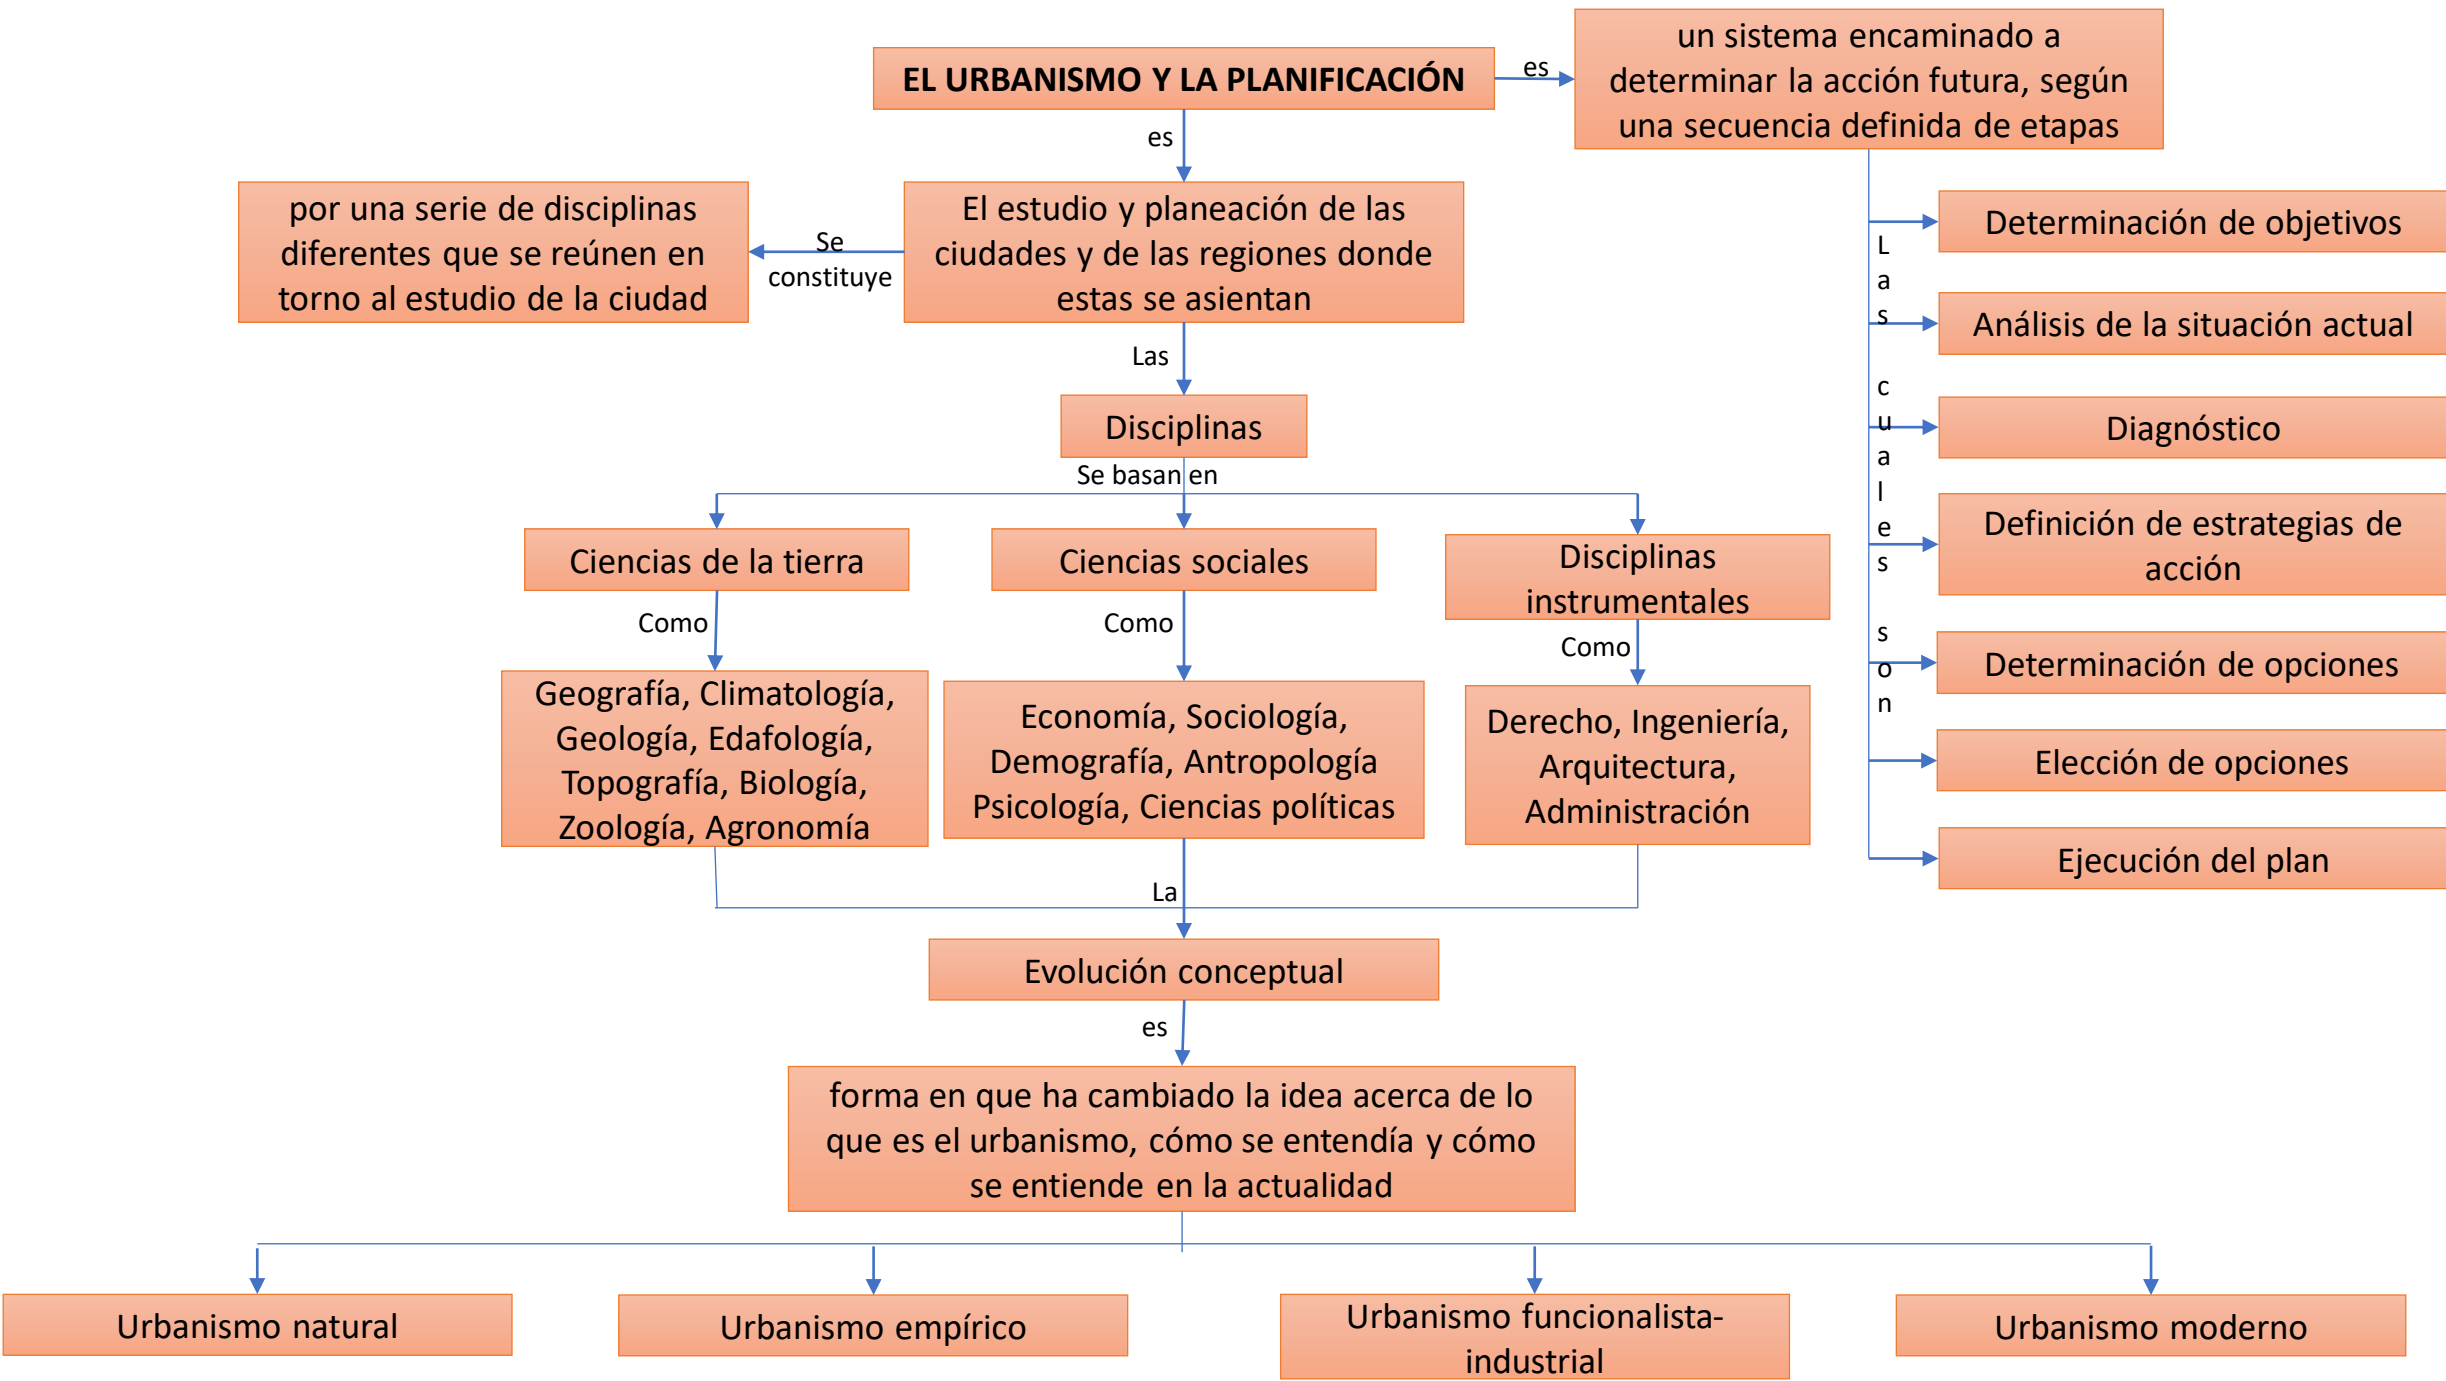 EL URBANISMO Y LA PLANIFICACIÓN
es
un sistema encaminado a
determinar la acción futura, según
una secuencia definida de etapas
es
por una serie de disciplinas
diferentes que se reúnen en
torno al estudio de la ciudad
Se
constituye
El estudio y planeación de las
ciudades y de las regiones donde
estas se asientan
Las cuales son
Determinación de objetivos
Análisis de la situación actual
Diagnóstico
Definición de estrategias de
acción
Determinación de opciones
Elección de opciones
Ejecución del plan
Las
Disciplinas
Se basan en
Ciencias de la tierra
Ciencias sociales
Disciplinas
instrumentales
Como
Como
Como
Geografía, Climatología,
Geología, Edafología,
Topografía, Biología,
Zoología, Agronomía
Economía, Sociología,
Demografía, Antropología
Psicología, Ciencias políticas
Derecho, Ingeniería,
Arquitectura,
Administración
La
Evolución conceptual
es
forma en que ha cambiado la idea acerca de lo
que es el urbanismo, cómo se entendía y cómo
se entiende en la actualidad
Urbanismo natural
Urbanismo empírico
Urbanismo funcionalista-
industrial
Urbanismo moderno